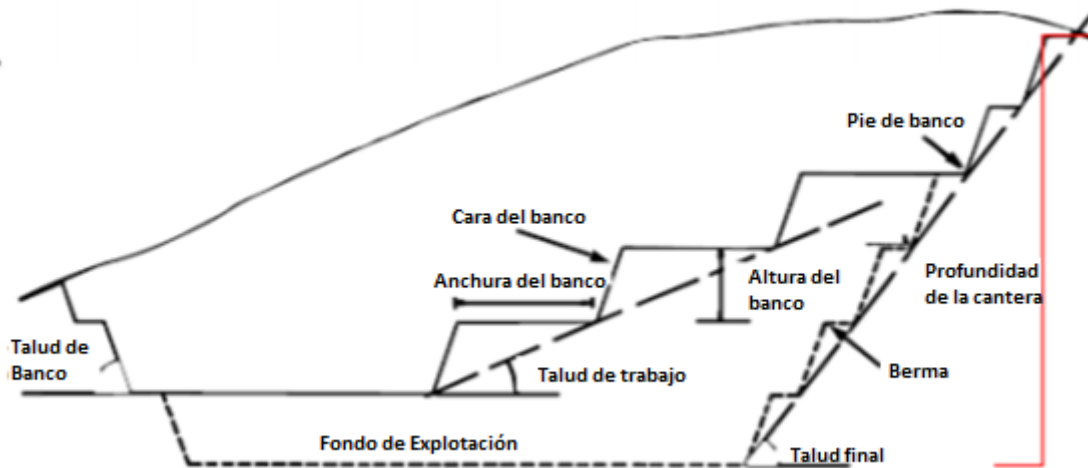 Pie de banco
Cara del banco
Anchura del banco
Altura del
banco
Profundidad
de la cantera
Talud de
Banco
Talud de trabajo
Berma
Fondo de Explotación
Talud final